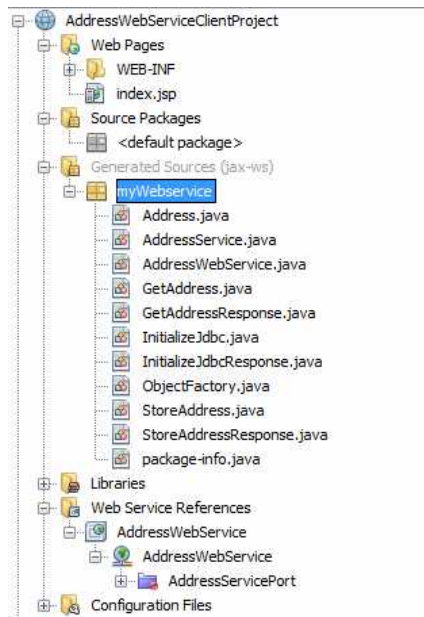 AddressWebServiceClientProject
Web Pages
WEB-INF
index.jsp
Source Packages
<default package>
Generated Sources (jax-ws)
myWebservice
Address.java
AddressService.java
AddressWebService.java
GetAddress.java
GetAddressResponse.java
InitializeJdbc.java
InitializeJdbcResponse.java
ObjectFactory.java
StoreAddress.java
StoreAddressResponse.java
package-info.java
Libraries
Web Service References
AddressWebService
AddressWebService
AddressServicePort
Configuration Files